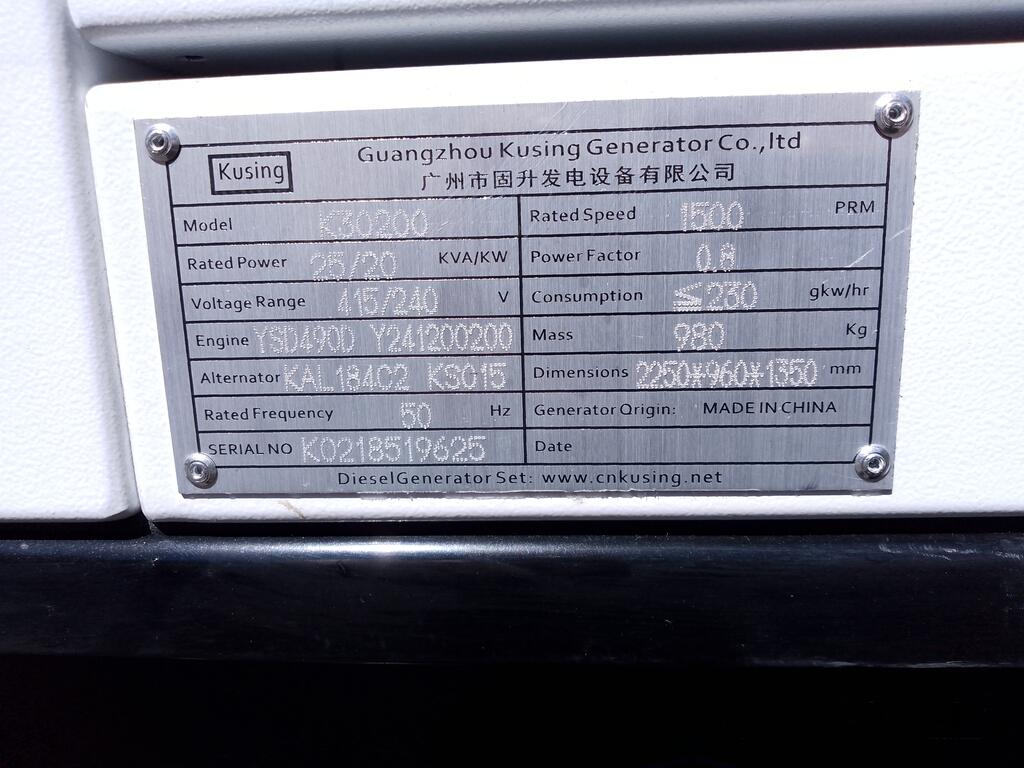 Kusing
Guangzhou Kusing Generator Co.,ltd
广州市固升发电设备有限公司
Model K30200
Rated Speed 1500 PRM
Rated Power 25/20 KVA/KW
Power Factor 0.8
Voltage Range 415/240 V
Consumption ≤230 gkw/hr
Engine YSD490D Y241200200
Mass 980 Kg
Alternator KAL184C2 KS015
Dimensions 2250*960*1350 mm
Rated Frequency 50 Hz
Generator Origin: MADE IN CHINA
SERIAL NO K0218519625
Date
Diesel Generator Set: www.cnkusing.net